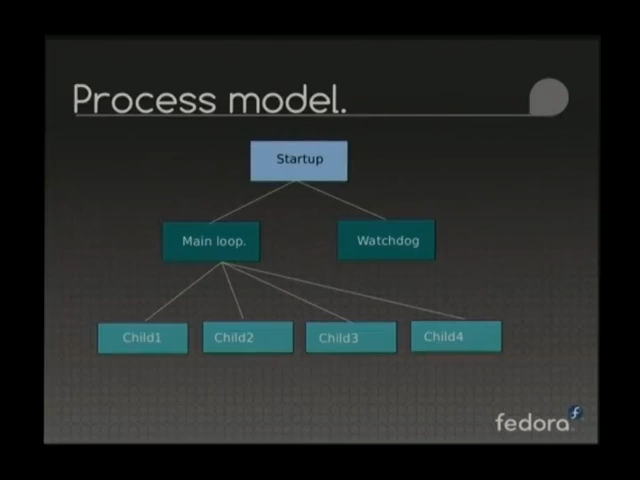 Process model.
Startup
Main loop.
Watchdog
Child1
Child2
Child3
Child4
fedora